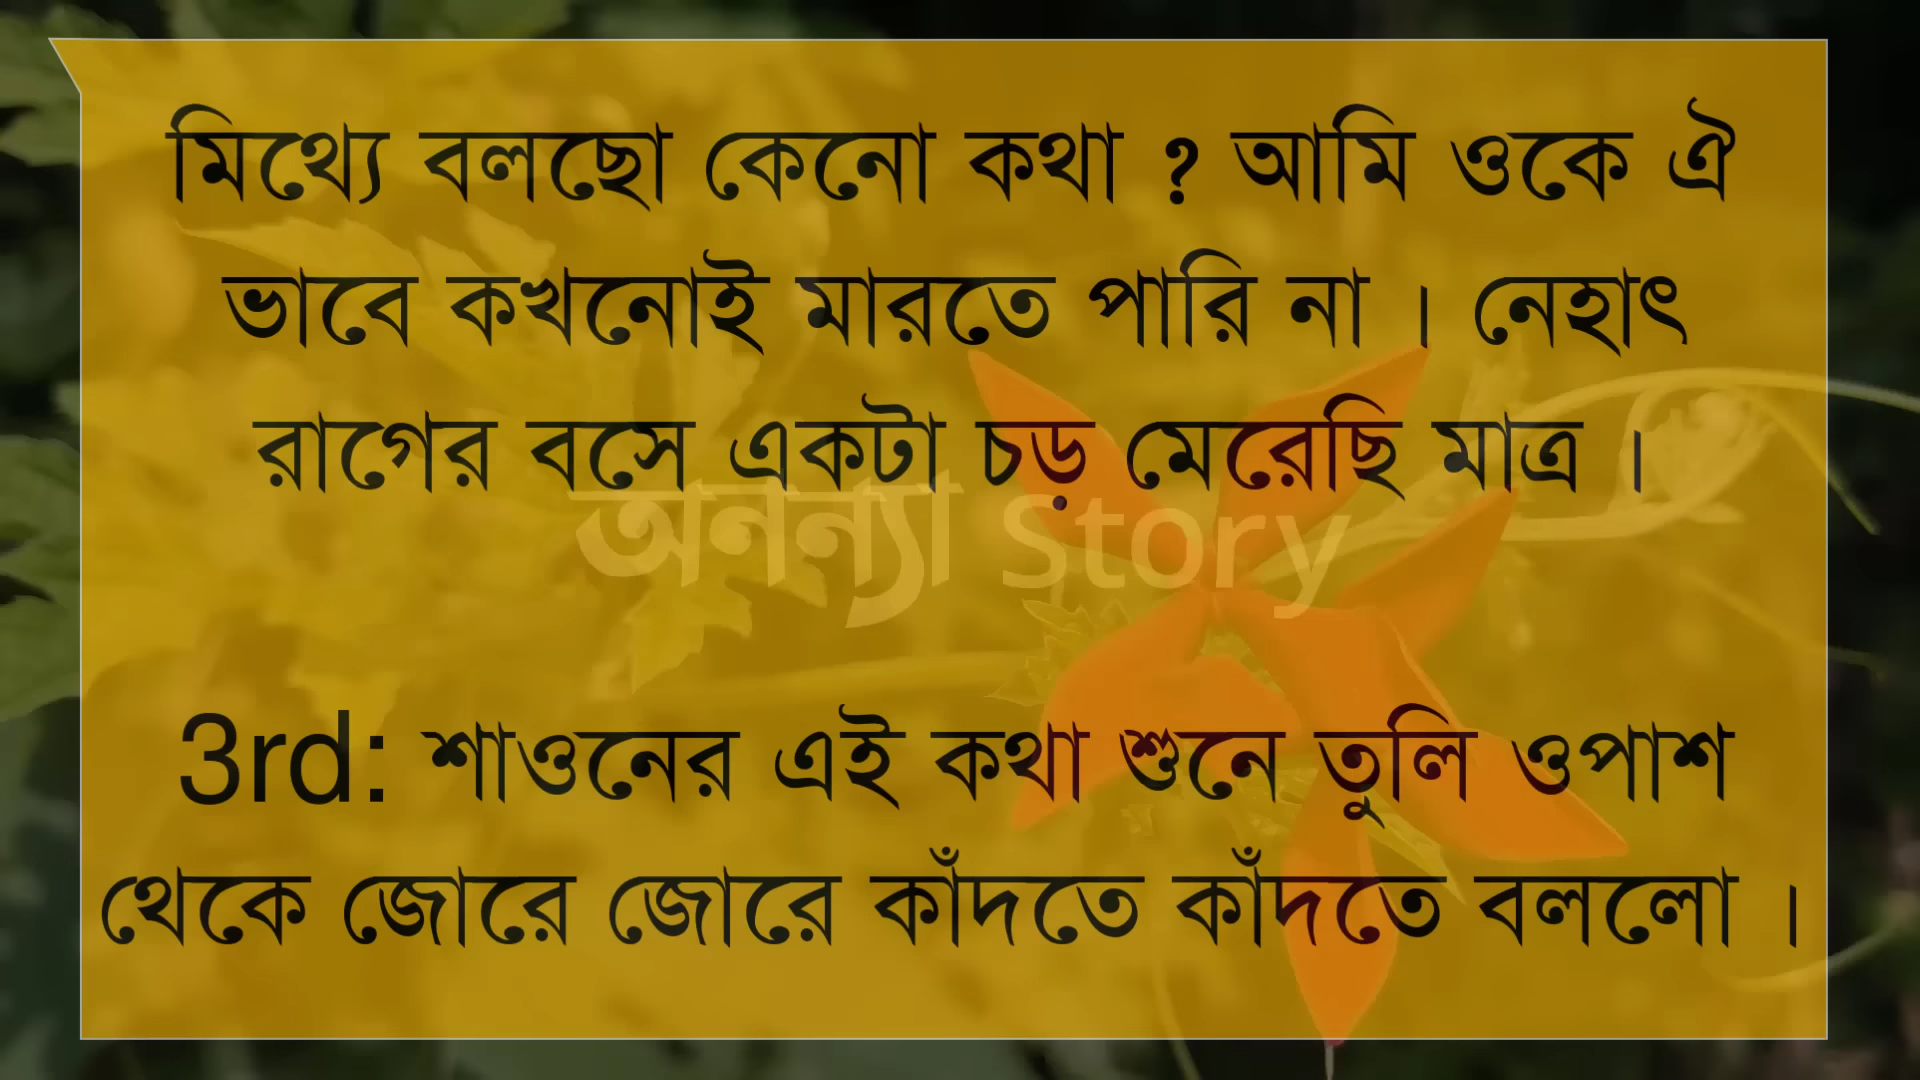 মিথ্যে বলছো কেনো কথা ? আমি ওকে ঐ
ভাবে কখনোই মারতে পারি না । নেহাৎ
রাগের বসে একটা চড় মেরেছি মাত্র ।
অনন্যা Story
3rd: শাওনের এই কথা শুনে তুলি ওপাশ
থেকে জোরে জোরে কাঁদতে কাঁদতে বললো ।